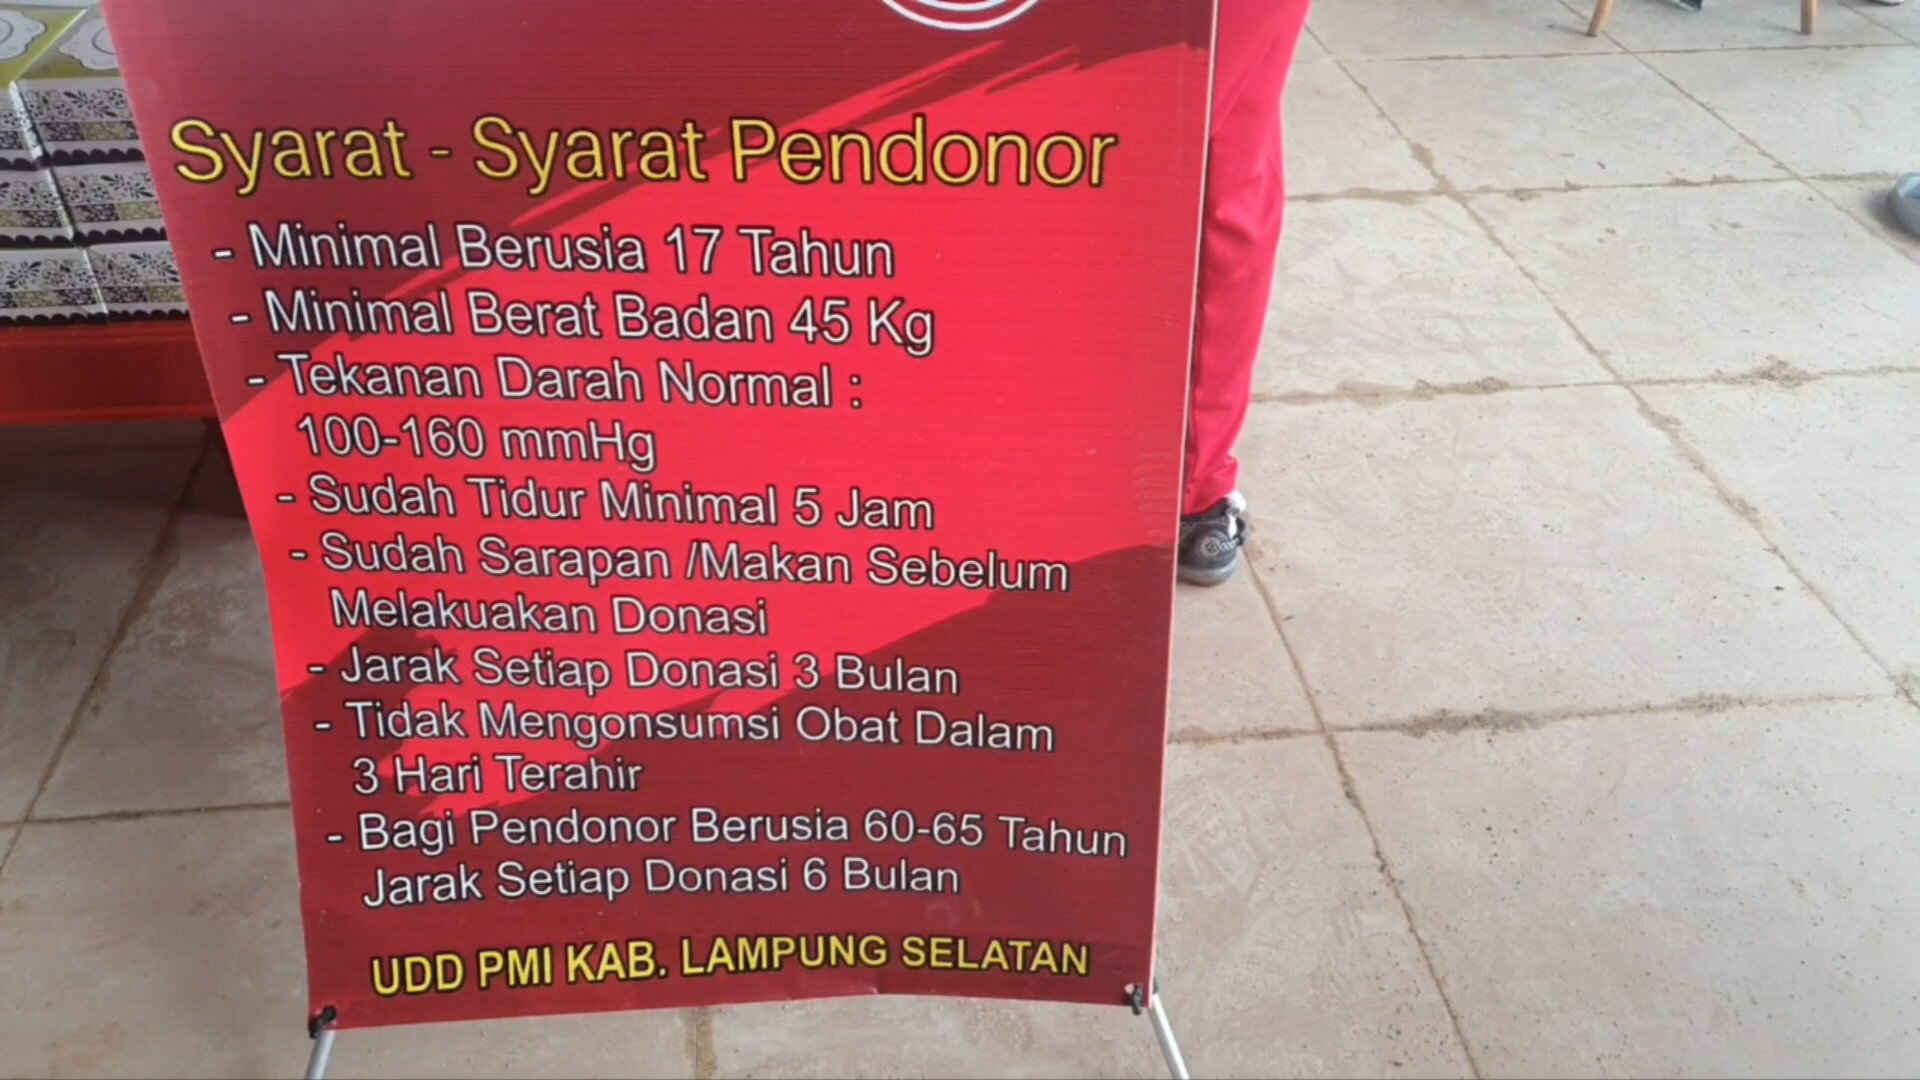 Syarat - Syarat Pendonor
- Minimal Berusia 17 Tahun
- Minimal Berat Badan 45 Kg
- Tekanan Darah Normal :
100-160 mmHg
- Sudah Tidur Minimal 5 Jam
- Sudah Sarapan /Makan Sebelum
Melakuakan Donasi
- Jarak Setiap Donasi 3 Bulan
- Tidak Mengonsumsi Obat Dalam
3 Hari Terahir
- Bagi Pendonor Berusia 60-65 Tahun
Jarak Setiap Donasi 6 Bulan
UDD PMI KAB. LAMPUNG SELATAN